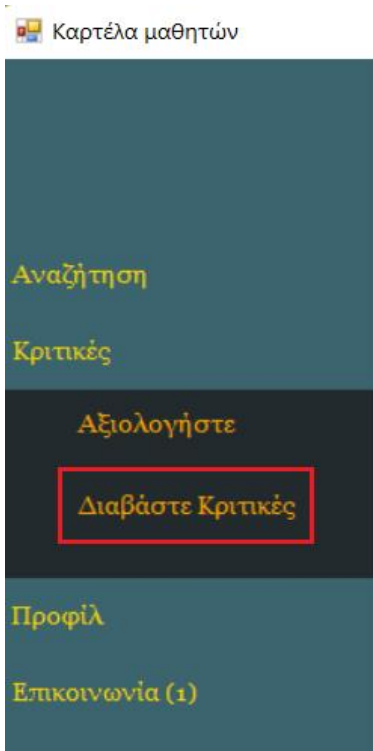 Καρτέλα μαθητών
Αναζήτηση
Κριτικές
Αξιολογήστε
Διαβάστε Κριτικές
Προφίλ
Επικοινωνία (1)